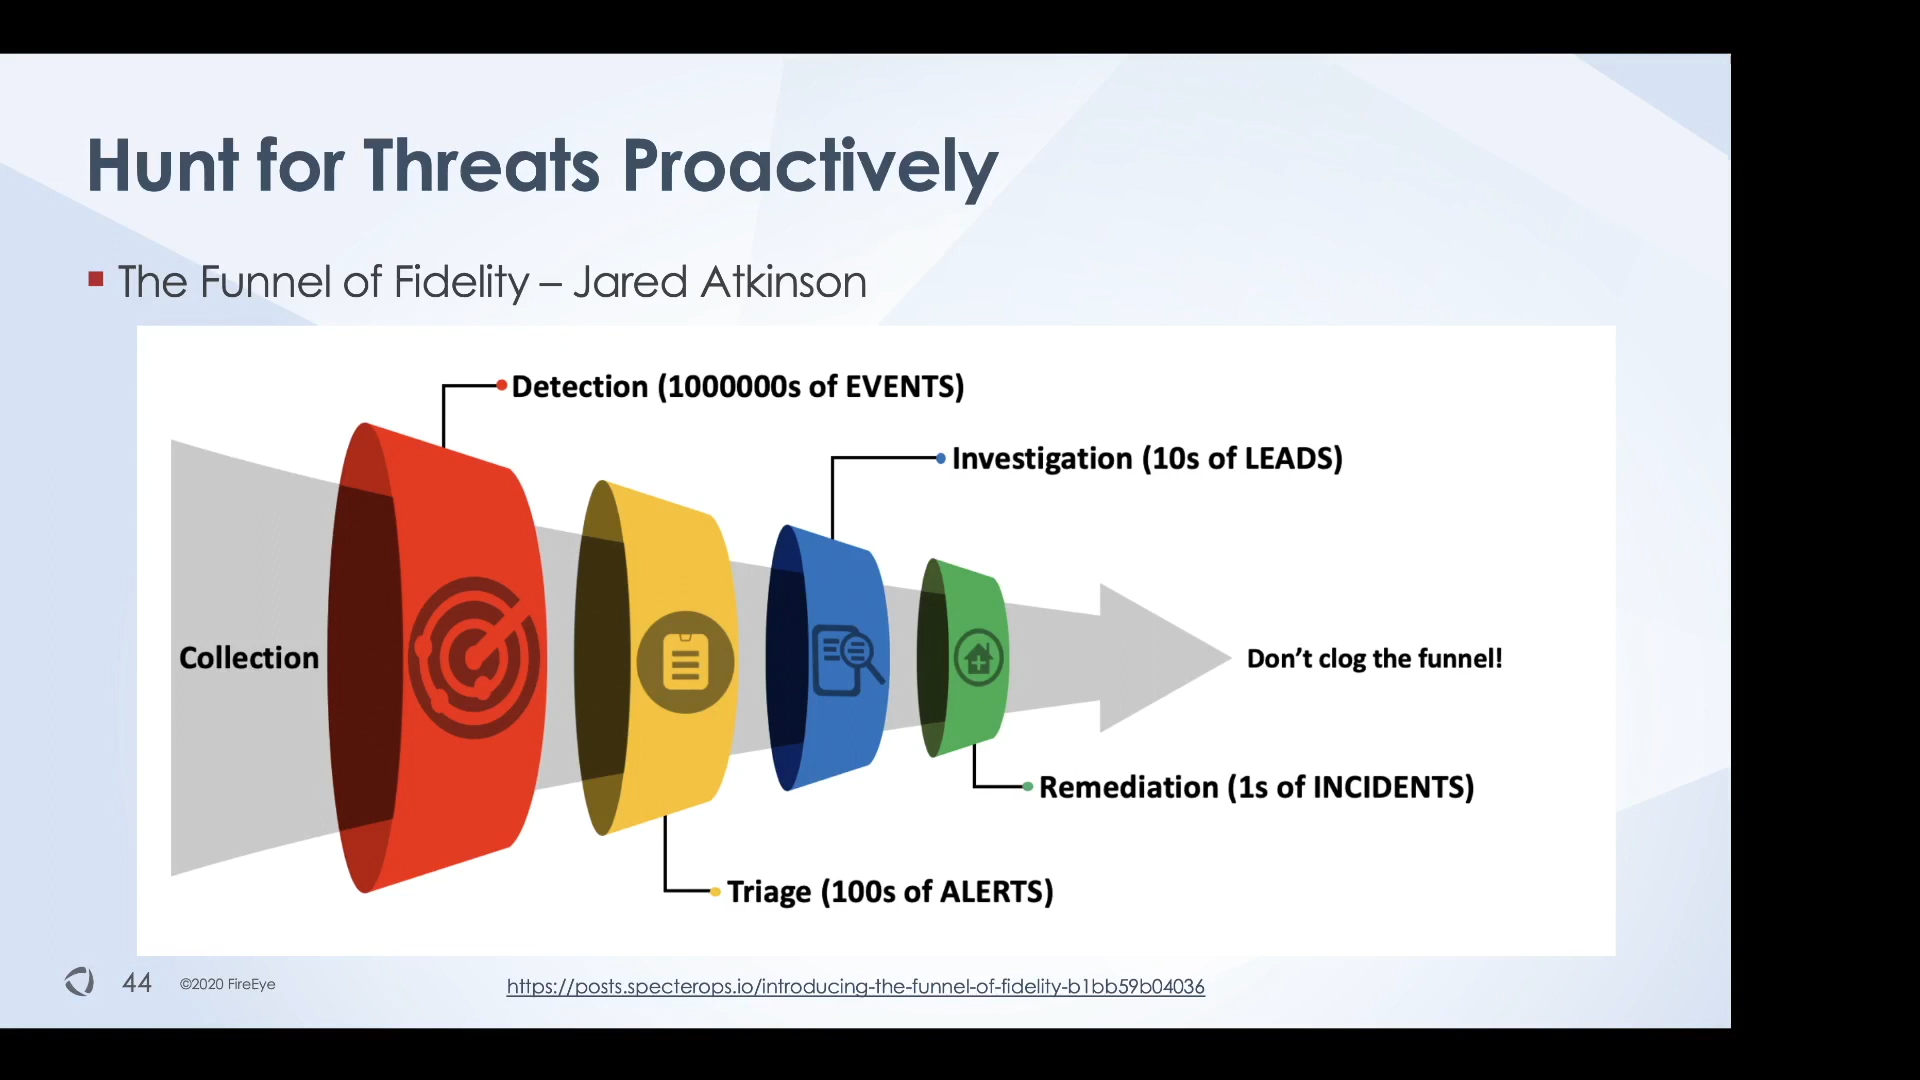 Hunt for Threats Proactively
▪ The Funnel of Fidelity – Jared Atkinson
Detection (1000000s of EVENTS)
Investigation (10s of LEADS)
Collection
Don’t clog the funnel!
Remediation (1s of INCIDENTS)
Triage (100s of ALERTS)
44 ©2020 FireEye
https://posts.specterops.io/introducing-the-funnel-of-fidelity-b1bb59b04036